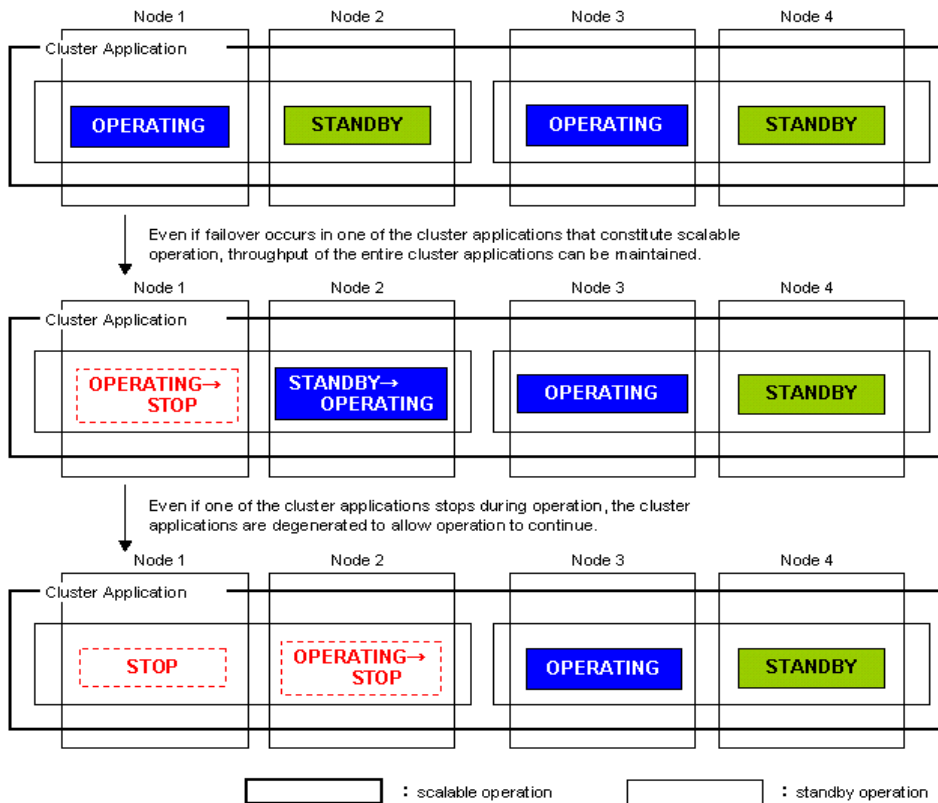 Node 1 Node 2 Node 3 Node 4
Cluster Application
OPERATING STANDBY OPERATING STANDBY
Even if failover occurs in one of the cluster applications that constitute scalable
operation, throughput of the entire cluster applications can be maintained.
Node 1 Node 2 Node 3 Node 4
Cluster Application
OPERATING→
STOP
STANDBY→
OPERATING
OPERATING
STANDBY
Even if one of the cluster applications stops during operation, the cluster
applications are degenerated to allow operation to continue.
Node 1 Node 2 Node 3 Node 4
Cluster Application
STOP
OPERATING→
STOP
OPERATING
STANDBY
: scalable operation : standby operation